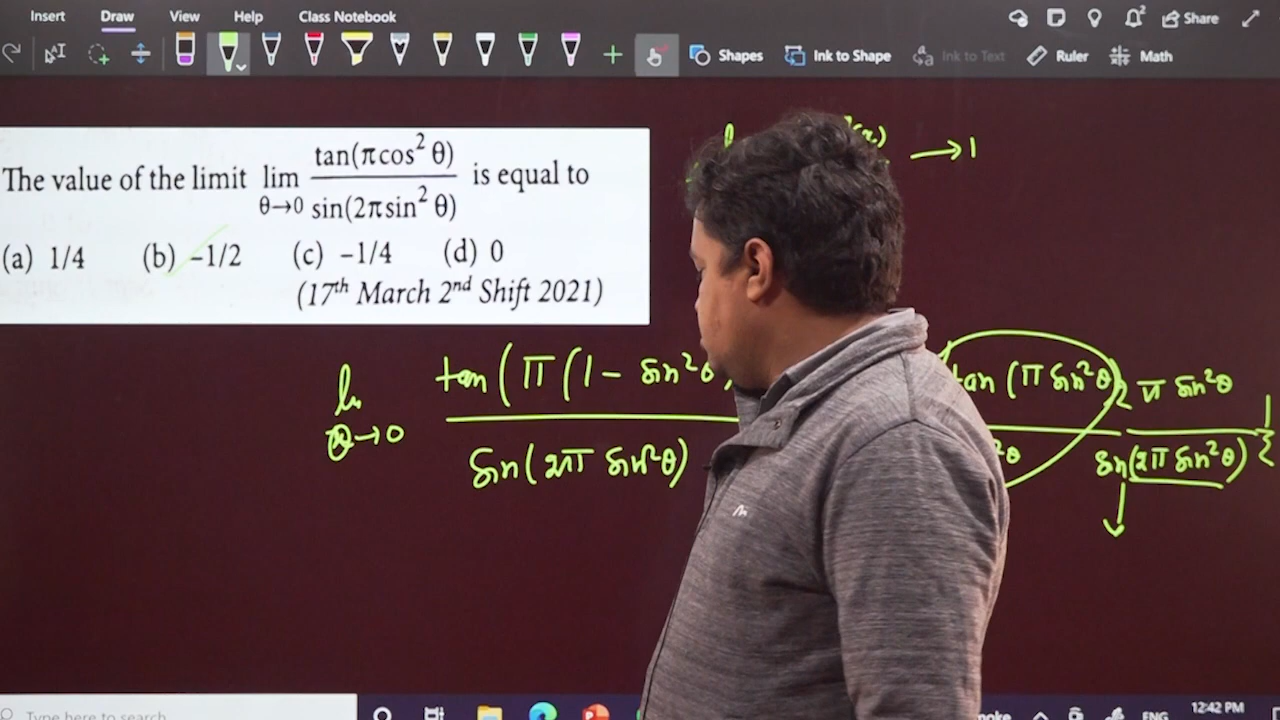 Insert Draw View Help Class Notebook
2 Share
Shapes Ink to Shape Ink to Text Ruler Math
The value of the limit lim θ→0 tan(πcos² θ) / sin(2πsin² θ) is equal to
(a) 1/4 (b) -1/2 (c) -1/4 (d) 0
(17th March 2nd Shift 2021)
→1
θ→0 tan(π(1 - sin²θ
sin(2π sin²θ)
tan (π sin²θ)
²θ
π sin²θ
sin(2π sin²θ)
Type here to search
ENG
12:42 PM